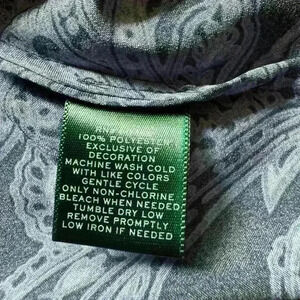 100% POLYESTER
EXCLUSIVE OF
DECORATION
MACHINE WASH COLD
WITH LIKE COLORS
GENTLE CYCLE
ONLY NON-CHLORINE
BLEACH WHEN NEEDED
TUMBLE DRY LOW
REMOVE PROMPTLY
LOW IRON IF NEEDED